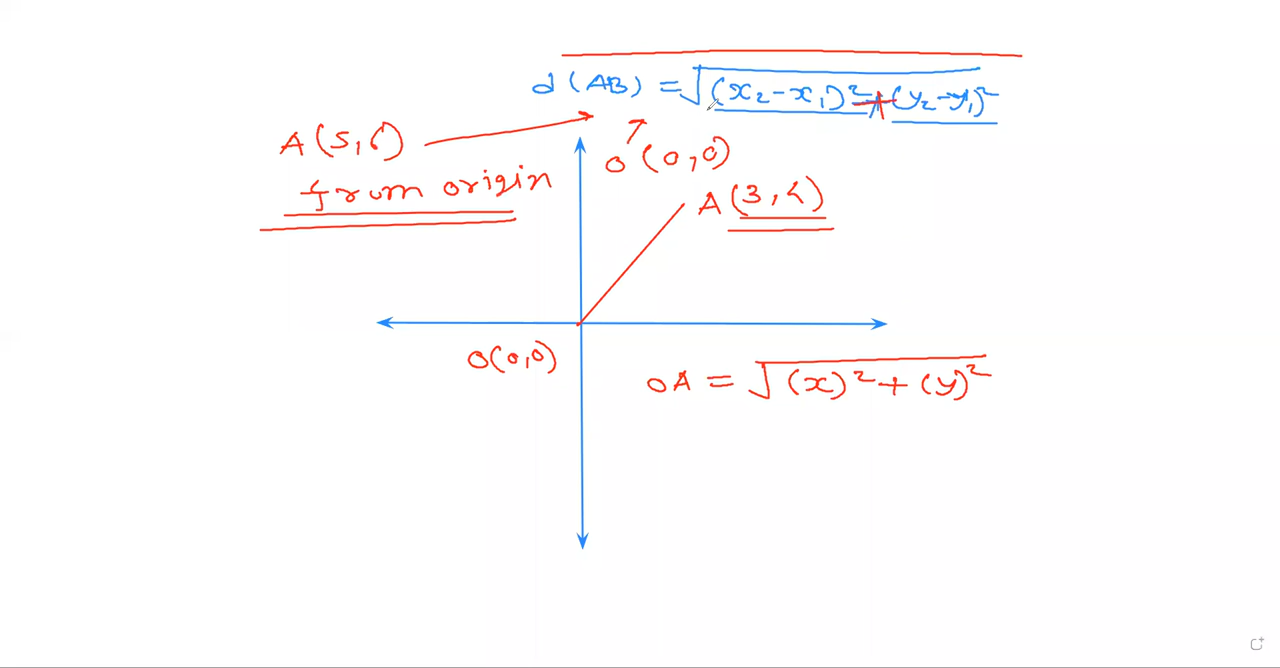 d (AB) = √(x₂-x₁)² + (y₂-y₁)²
A (5,6)
from origin
O (0,0)
A (3,4)
O(0,0)
OA = √(x)² + (y)²